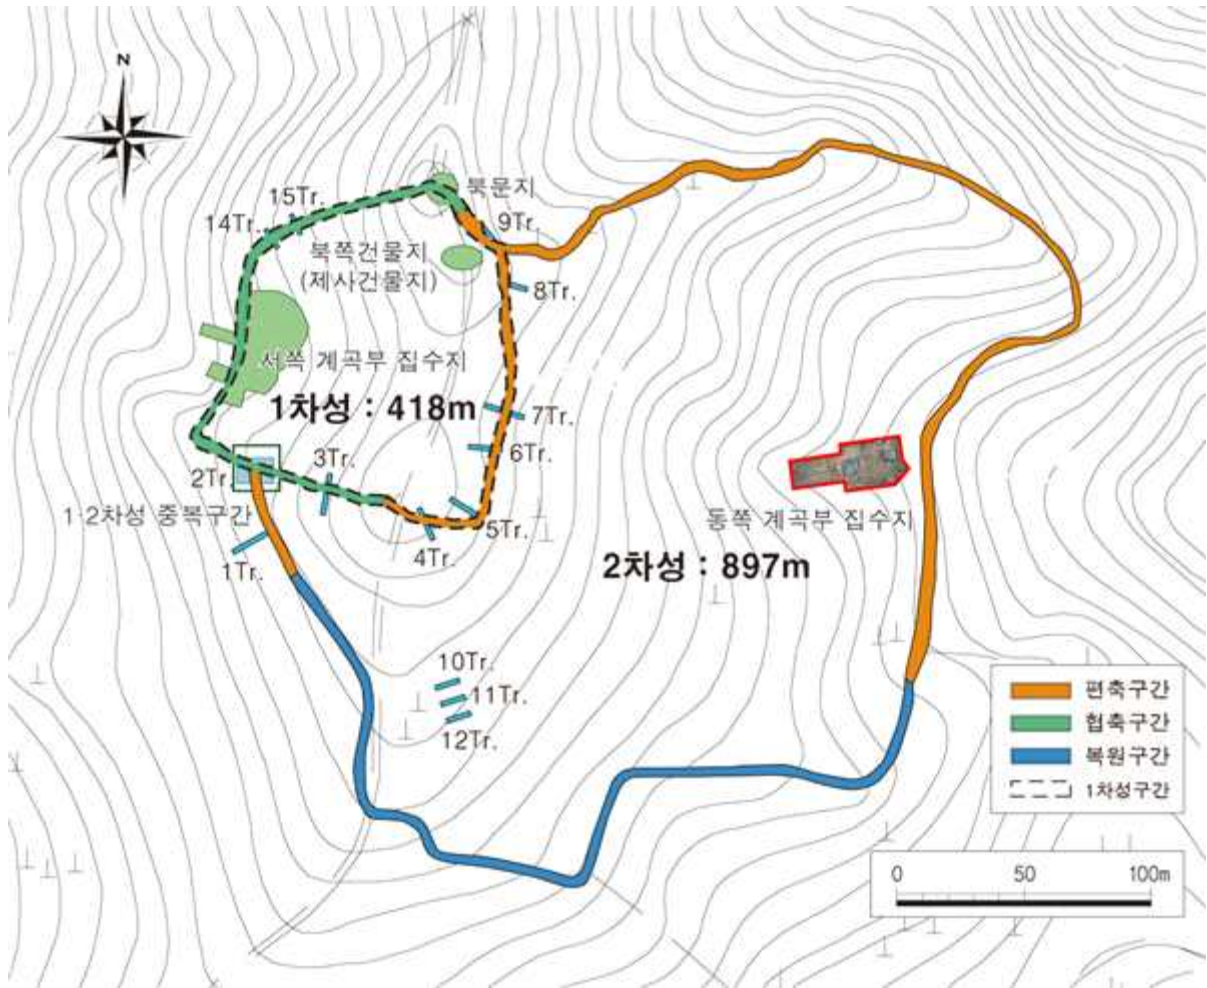 N
북문지
15Tr.
14Tr.
9Tr.
북쪽건물지
(제사건물지)
8Tr.
서쪽 계곡부 집수지
1차성 : 418m
7Tr.
6Tr.
3Tr.
2Tr.
1·2차성 중복구간
5Tr.
4Tr.
1Tr.
동쪽 계곡부 집수지
2차성 : 897m
10Tr.
11Tr.
12Tr.
편축구간
협축구간
복원구간
1차성구간
0 50 100m